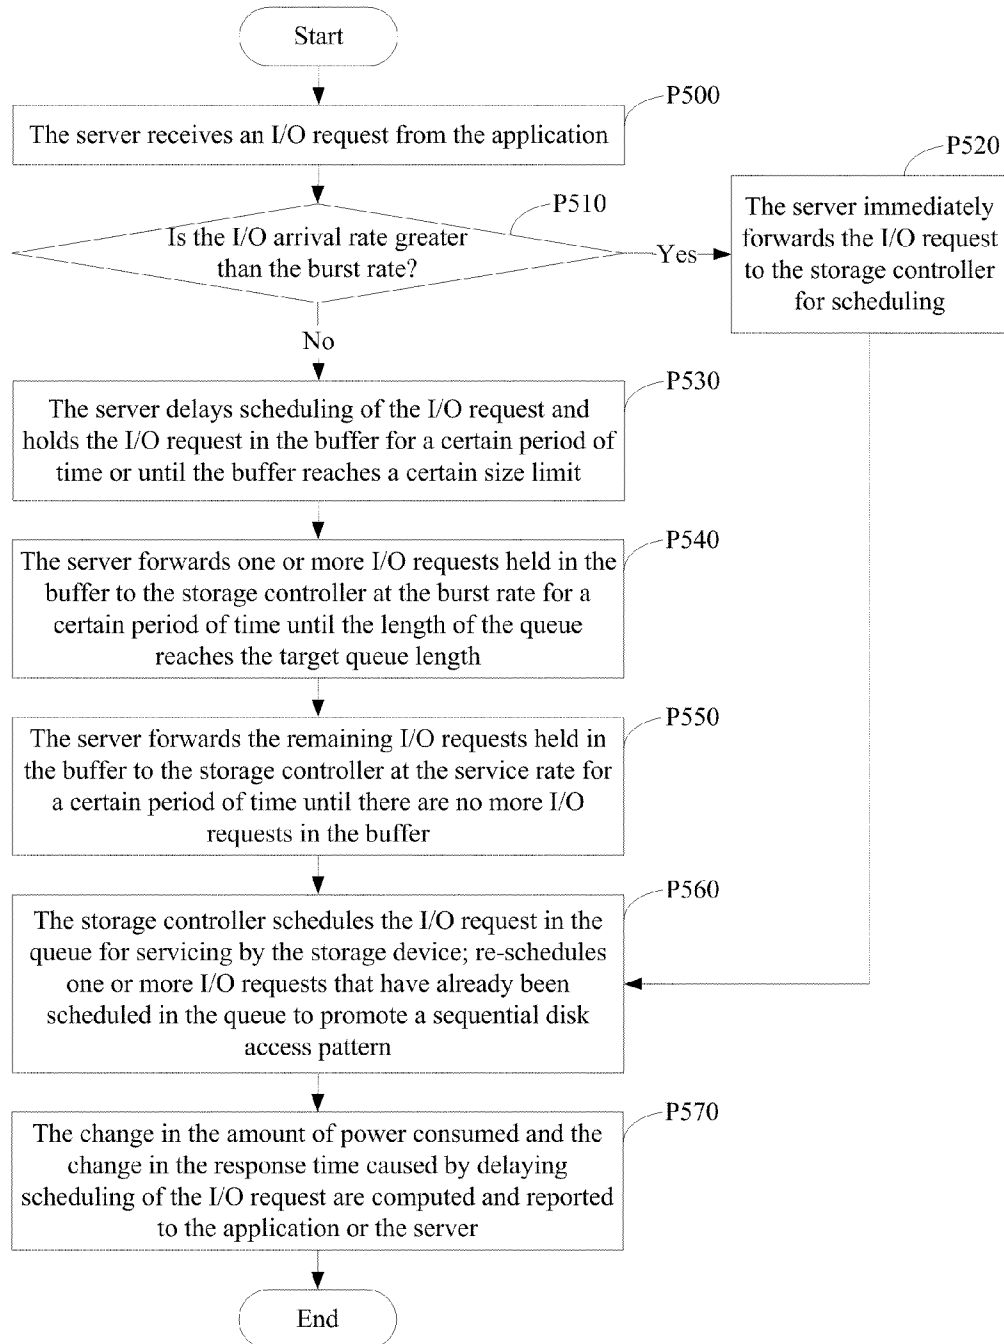 Start
P500
The server receives an I/O request from the application
P510
Is the I/O arrival rate greater
than the burst rate?
Yes
P520
The server immediately
forwards the I/O request
to the storage controller
for scheduling
No
P530
The server delays scheduling of the I/O request and
holds the I/O request in the buffer for a certain period of
time or until the buffer reaches a certain size limit
P540
The server forwards one or more I/O requests held in the
buffer to the storage controller at the burst rate for a
certain period of time until the length of the queue
reaches the target queue length
P550
The server forwards the remaining I/O requests held in
the buffer to the storage controller at the service rate for
a certain period of time until there are no more I/O
requests in the buffer
P560
The storage controller schedules the I/O request in the
queue for servicing by the storage device; re-schedules
one or more I/O requests that have already been
scheduled in the queue to promote a sequential disk
access pattern
P570
The change in the amount of power consumed and the
change in the response time caused by delaying
scheduling of the I/O request are computed and reported
to the application or the server
End